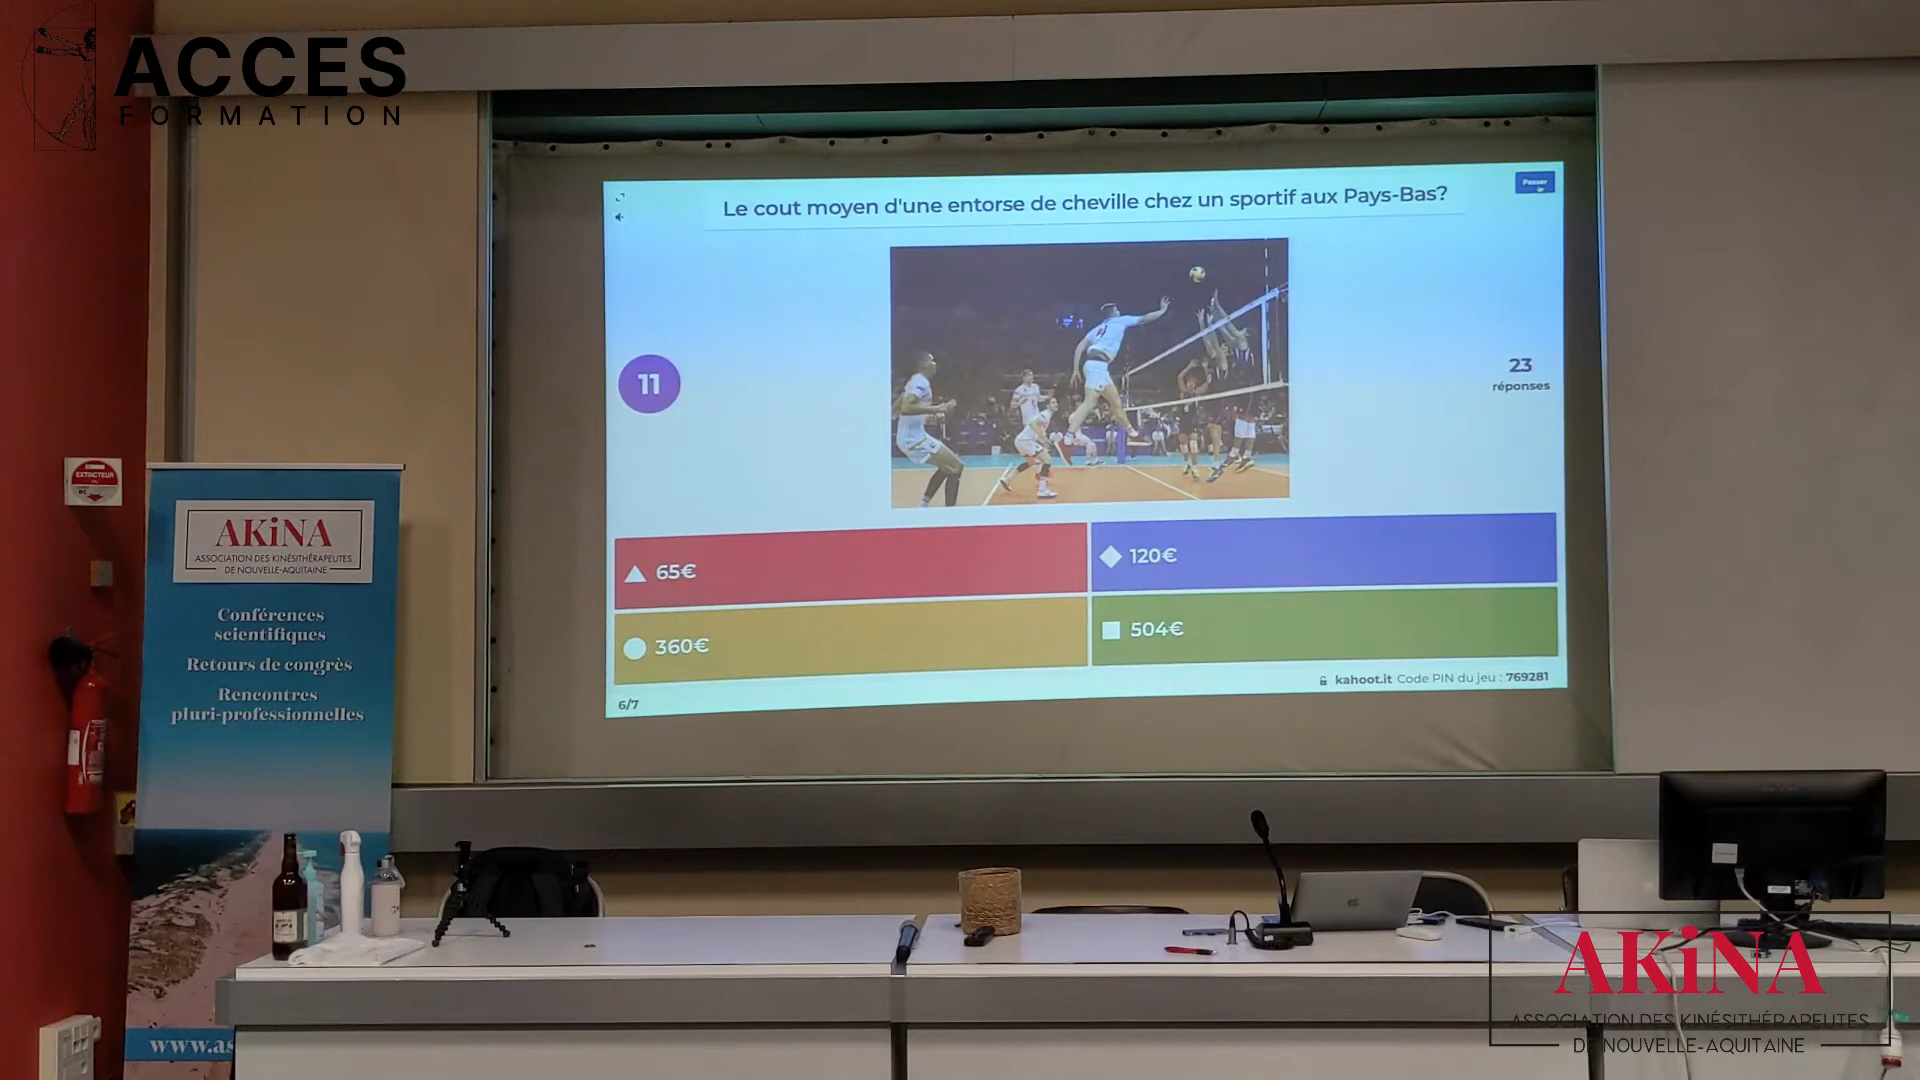 ACCES
FORMATION
Le cout moyen d'une entorse de cheville chez un sportif aux Pays-Bas?
Passer
11
23
réponses
65€
120€
360€
504€
kahoot.it Code PIN du jeu : 769281
6/7
EXTINCTEUR
AKiNA
ASSOCIATION DES KINÉSITHÉRAPEUTES
DE NOUVELLE-AQUITAINE
Conférences
scientifiques
Retours de congrès
Rencontres
pluri-professionnelles
www.as
AKiNA
ASSOCIATION DES KINÉSITHÉRAPEUTES
DE NOUVELLE-AQUITAINE